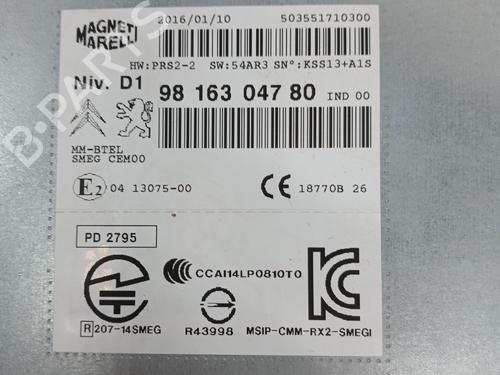 MAGNETI MARELLI
2016/01/10 503551710300
HW:PRS2-2 SW:54AR3 SN°:KSS13+A1S
Niv. D1 98 163 047 80 IND 00
MM-BTEL
SMEG CEM00
E2 04 13075-00 CE 18770B 26
PD 2795
CCAI14LP0810T0
R 207-14SMEG R43998 MSIP-CMM-RX2-SMEGI
B-PARTS